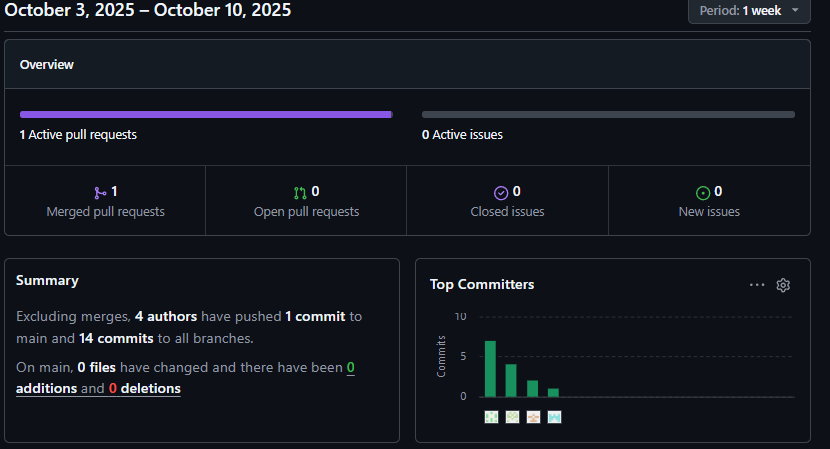 October 3, 2025 – October 10, 2025
Period: 1 week
Overview
1 Active pull requests
0 Active issues
1
Merged pull requests
0
Open pull requests
0
Closed issues
0
New issues
Summary
Excluding merges, 4 authors have pushed 1 commit to
main and 14 commits to all branches.
On main, 0 files have changed and there have been 0
additions and 0 deletions
Top Committers
Commits
10
5
0